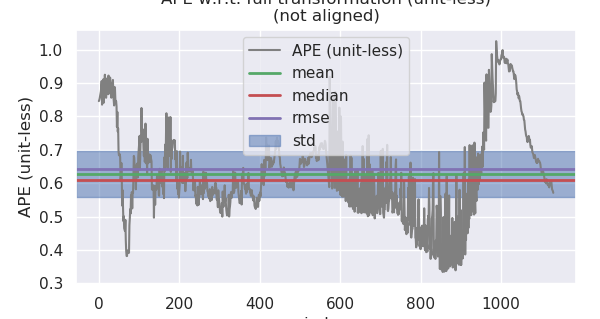 APE w.r.t. full transformation (unit-less)
(not aligned)
APE (unit-less)
1.0
0.9
0.8
0.7
0.6
0.5
0.4
0.3
0 200 400 600 800 1000
APE (unit-less)
mean
median
rmse
std